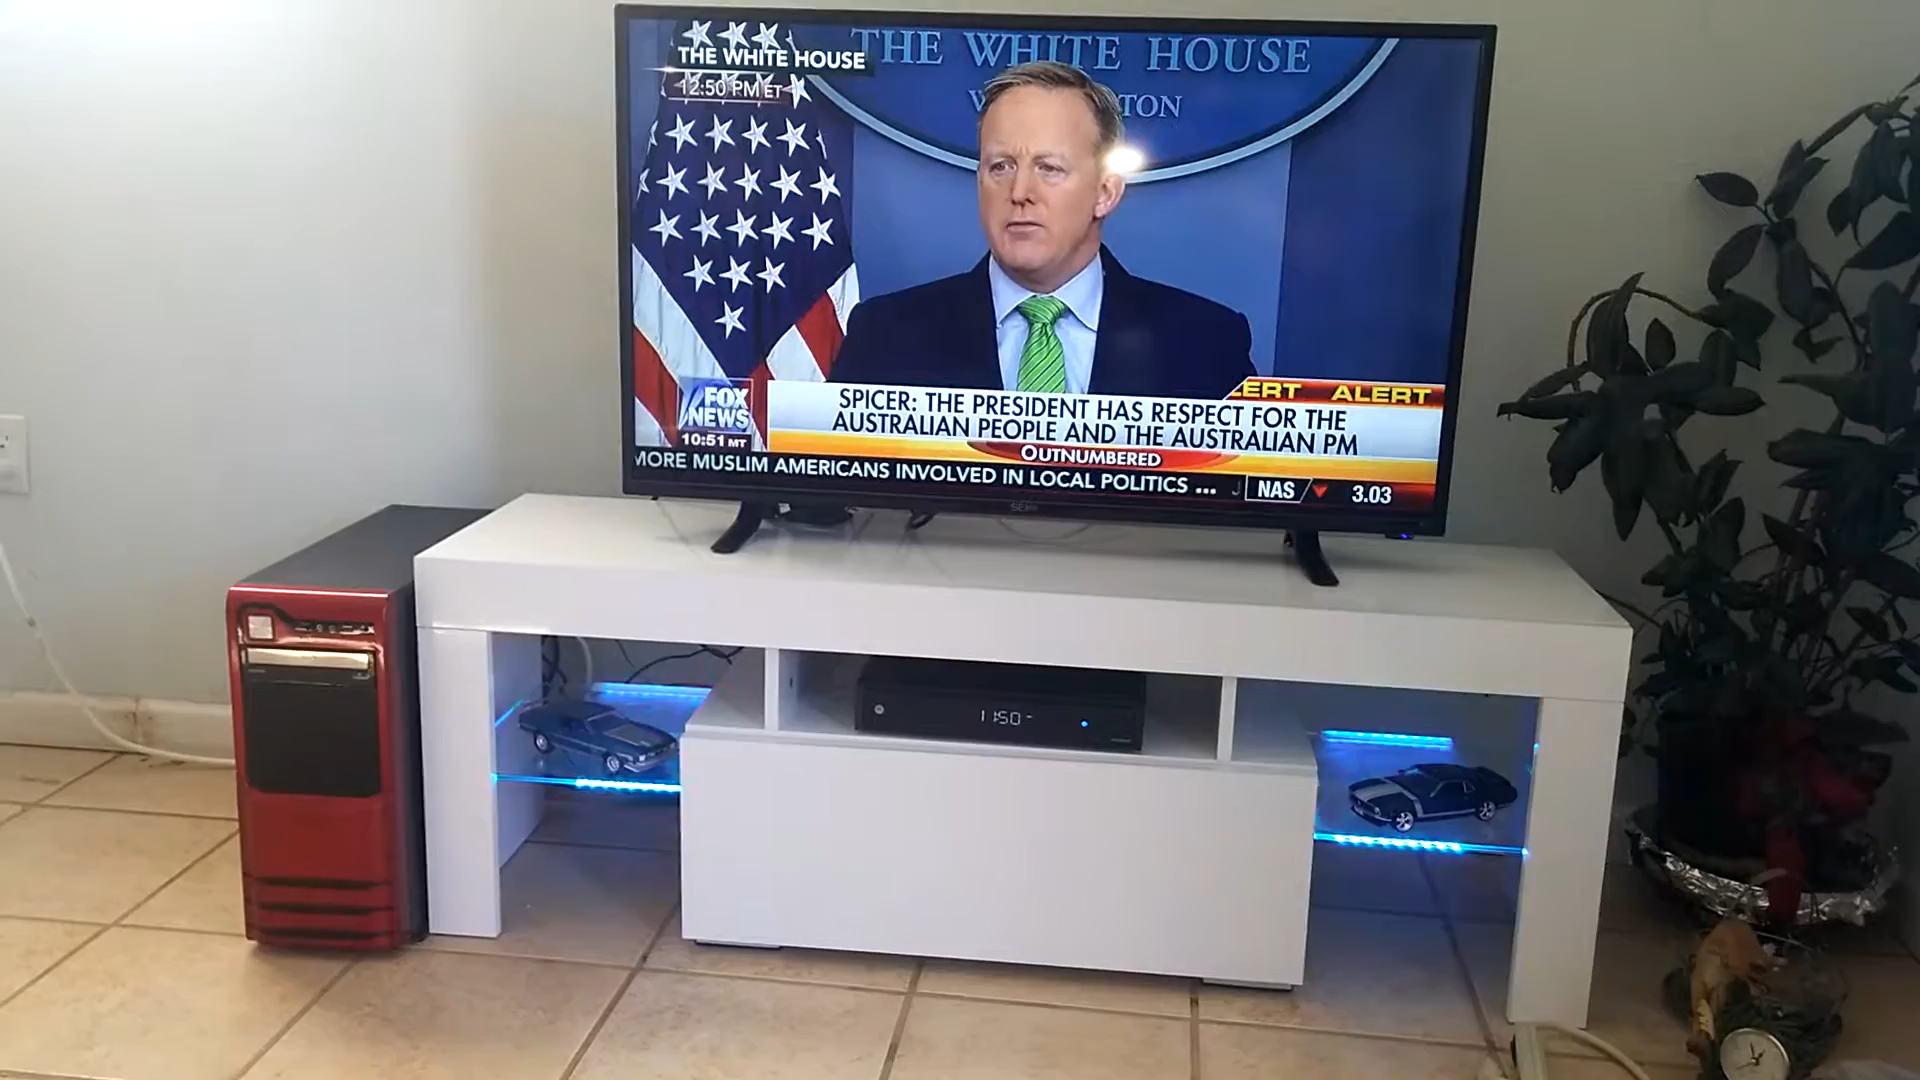 THE WHITE HOUSE
THE WHITE HOUSE
12:50 PM ET
TON
ERT ALERT
FOX
NEWS
10:51 MT
SPICER: THE PRESIDENT HAS RESPECT FOR THE
AUSTRALIAN PEOPLE AND THE AUSTRALIAN PM
OUTNUMBERED
MORE MUSLIM AMERICANS INVOLVED IN LOCAL POLITICS ...
NAS 3.03
11:50